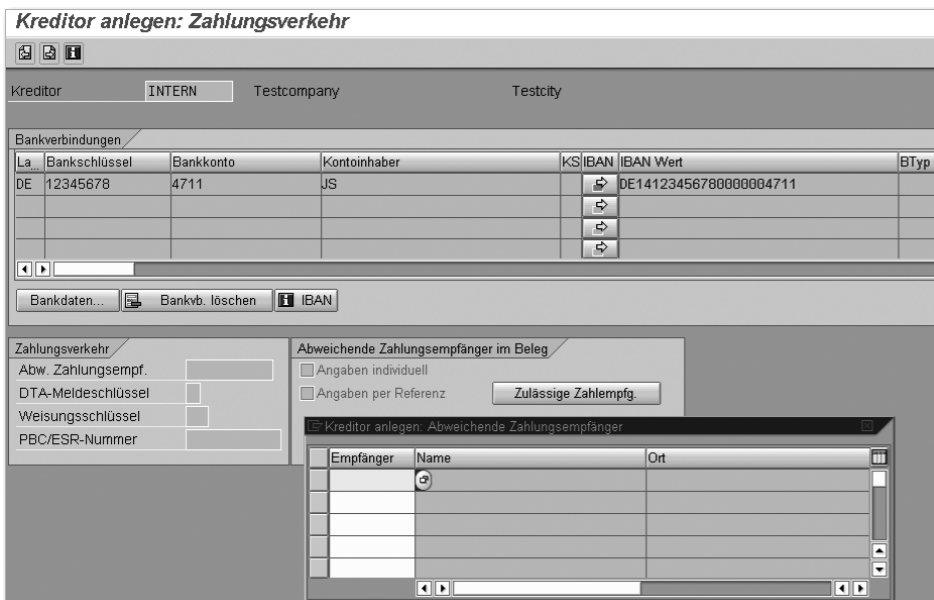 Kreditor anlegen: Zahlungsverkehr
Kreditor INTERN Testcompany Testcity
Bankverbindungen
La... Bankschlüssel Bankkonto Kontoinhaber KS IBAN IBAN Wert BTyp
DE 12345678 4711 JS DE14123456780000004711
Bankdaten... Bankvb. löschen IBAN
Zahlungsverkehr
Abw. Zahlungsempf.
DTA-Meldeschlüssel
Weisungsschlüssel
PBC/ESR-Nummer
Abweichende Zahlungsempfänger im Beleg
Angaben individuell
Angaben per Referenz Zulässige Zahlempfg.
Kreditor anlegen: Abweichende Zahlungsempfänger
Empfänger Name Ort